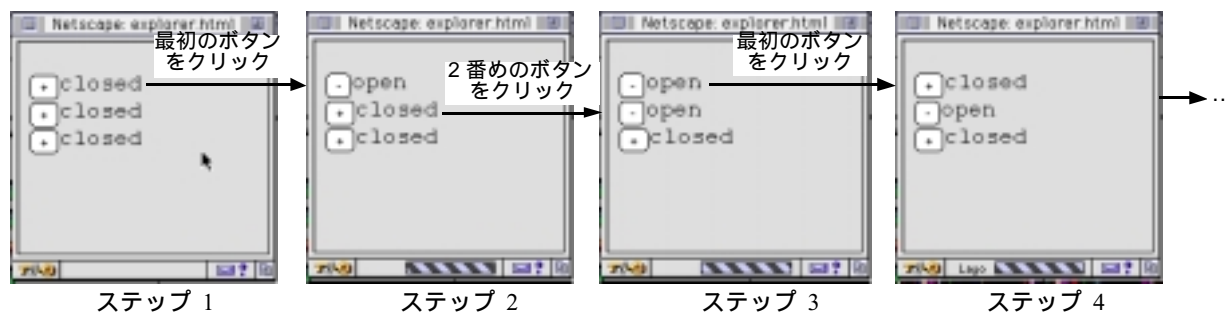 Netscape: explorer.html
最初のボタン
をクリック
+ closed
+ closed
+ closed
ステップ 1
Netscape: explorer.html
2 番めのボタン
をクリック
- open
+ closed
+ closed
ステップ 2
Netscape: explorer.html
最初のボタン
をクリック
- open
- open
+ closed
ステップ 3
Netscape: explorer.html
+ closed
- open
+ closed
..
ステップ 4